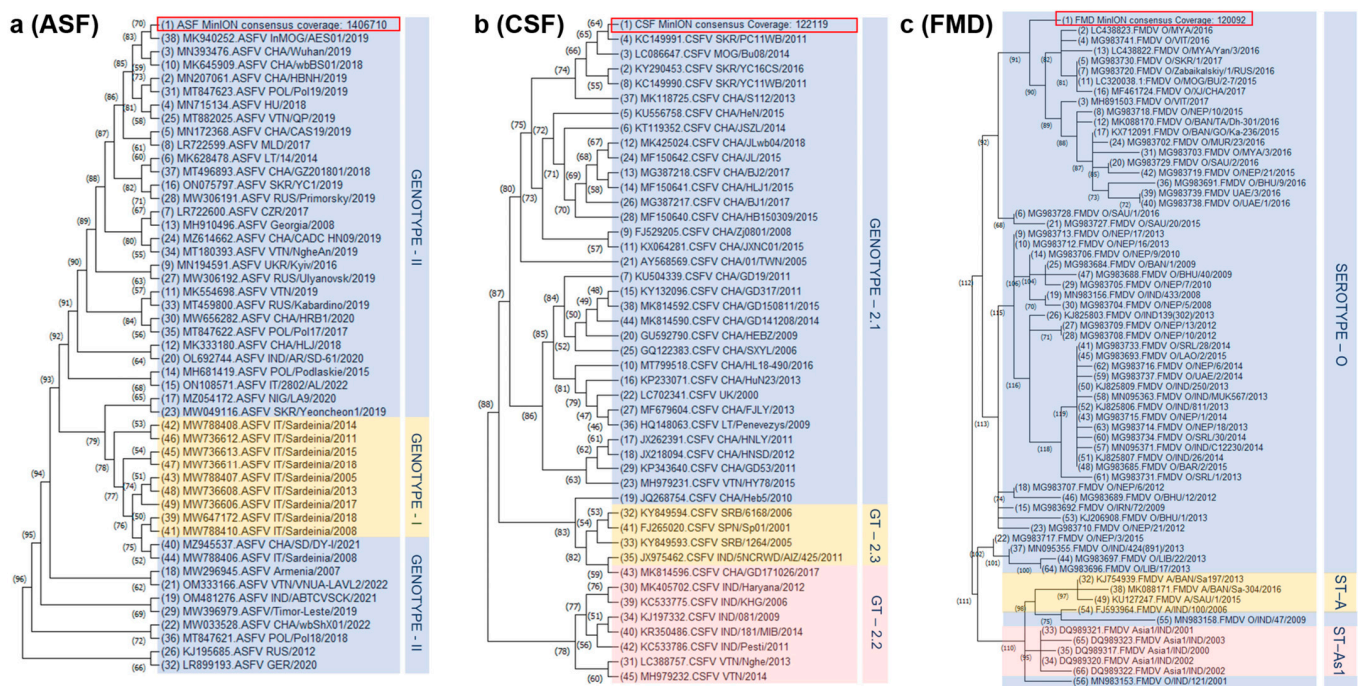 a (ASF)
(1) ASF MinION consensus coverage: 1406710
(38) MK940252.ASFV InMOG/AES01/2019
(3) MN393476.ASFV CHA/Wuhan/2019
(10) MK645909.ASFV CHA/wbBS01/2018
(2) MN207061.ASFV CHA/HBNH/2019
(31) MT847623.ASFV POL/Pol19/2019
(4) MN715134.ASFV HU/2018
(25) MT882025.ASFV VTN/QP/2019
(5) MN172368.ASFV CHA/CAS19/2019
(8) LR722599.ASFV MLD/2017
(6) MK628478.ASFV LT/14/2014
(37) MT496893.ASFV CHA/GZ201801/2018
(16) ON075797.ASFV SKR/YC1/2019
(28) MW306191.ASFV RUS/Primorsky/2019
(7) LR722600.ASFV CZR/2017
(13) MH910496.ASFV Georgia/2008
(24) MZ614662.ASFV CHA/CADC HN09/2019
(34) MT180393.ASFV VTN/NgheAn/2019
(9) MN194591.ASFV UKR/Kyiv/2016
(27) MW306192.ASFV RUS/Ulyanovsk/2019
(11) MK554698.ASFV VTN/2019
(33) MT459800.ASFV RUS/Kabardino/2019
(30) MW656282.ASFV CHA/HRB1/2020
(35) MT847622.ASFV POL/Pol17/2017
(12) MK333180.ASFV CHA/HLJ/2018
(20) OL692744.ASFV IND/AR/SD-61/2020
(14) MH681419.ASFV POL/Podlaskie/2015
(15) ON108571.ASFV IT/2802/AL/2022
(17) MZ054172.ASFV NIG/LA9/2020
(23) MW049116.ASFV SKR/Yeoncheon1/2019
(42) MW788408.ASFV IT/Sardeinia/2014
(46) MW736612.ASFV IT/Sardeinia/2011
(45) MW736613.ASFV IT/Sardeinia/2015
(47) MW736611.ASFV IT/Sardeinia/2018
(43) MW788407.ASFV IT/Sardeinia/2005
(48) MW736608.ASFV IT/Sardeinia/2013
(49) MW736606.ASFV IT/Sardeinia/2017
(39) MW647172.ASFV IT/Sardeinia/2018
(41) MW788410.ASFV IT/Sardeinia/2008
(40) MZ945537.ASFV CHA/SD/DY-I/2021
(44) MW788406.ASFV IT/Sardeinia/2008
(18) MW296945.ASFV Armenia/2007
(21) OM333166.ASFV VTN/VNUA-LAVL2/2022
(19) OM481276.ASFV IND/ABTCVSCK/2021
(29) MW396979.ASFV/Timor-Leste/2019
(22) MW033528.ASFV CHA/wbShX01/2022
(36) MT847621.ASFV POL/Pol18/2018
(26) KJ195685.ASFV RUS/2012
(32) LR899193.ASFV GER/2020
GENOTYPE - II
GENOTYPE - I
GENOTYPE - II
b (CSF)
(1) CSF MinION consensus Coverage: 122119
(4) KC149991.CSFV SKR/PC11WB/2011
(3) LC086647.CSFV MOG/Bu08/2014
(2) KY290453.CSFV SKR/YC16CS/2016
(8) KC149990.CSFV SKR/YC11WB/2011
(37) MK118725.CSFV CHA/S112/2013
(5) KU556758.CSFV CHA/HeN/2015
(6) KT119352.CSFV CHA/JSZL/2014
(12) MK425024.CSFV CHA/JLwb04/2018
(24) MF150642.CSFV CHA/JL/2015
(13) MG387218.CSFV CHA/BJ2/2017
(14) MF150641.CSFV CHA/HLJ1/2015
(26) MG387217.CSFV CHA/BJ1/2017
(28) MF150640.CSFV CHA/HB150309/2015
(9) FJ529205.CSFV CHA/Zj0801/2008
(11) KX064281.CSFV CHA/JXNC01/2015
(21) AY568569.CSFV CHA/01/TWN/2005
(7) KU504339.CSFV CHA/GD19/2011
(15) KY132096.CSFV CHA/GD317/2011
(38) MK814592.CSFV CHA/GD150811/2015
(44) MK814590.CSFV CHA/GD141208/2014
(20) GU592790.CSFV CHA/HEBZ/2009
(25) GQ122383.CSFV CHA/SXYL/2006
(10) MT799518.CSFV CHA/HL18-490/2016
(16) KP233071.CSFV CHA/HuN23/2013
(22) LC702341.CSFV UK/2000
(27) MF679604.CSFV CHA/FJLY/2013
(36) HQ148063.CSFV LT/Penevezys/2009
(17) JX262391.CSFV CHA/HNLY/2011
(18) JX218094.CSFV CHA/HNSD/2012
(29) KP343640.CSFV CHA/GD53/2011
(23) MH979231.CSFV VTN/HY78/2015
(19) JQ268754.CSFV CHA/Heb5/2010
(32) KY849594.CSFV SRB/6168/2006
(41) FJ265020.CSFV SPN/Sp01/2001
(33) KY849593.CSFV SRB/1264/2005
(35) JX975462.CSFV IND/5NCRWD/AIZ/425/2011
(43) MK814596.CSFV CHA/GD171026/2017
(30) MK405702.CSFV IND/Haryana/2012
(39) KC533775.CSFV IND/KHG/2006
(34) KJ197332.CSFV IND/081/2009
(40) KR350486.CSFV IND/181/MIB/2014
(42) KC533786.CSFV IND/Pesti/2011
(31) LC388757.CSFV VTN/Nghe/2013
(45) MH979232.CSFV VTN/2014
GENOTYPE – 2.1
GT – 2.3
GT – 2.2
c (FMD)
(1) FMD MinION consensus Coverage: 120092
(2) LC438823.FMDV O/MYA/2016
(4) MG983741.FMDV O/VIT/2016
(13) LC438822.FMDV O/MYA/Yan/3/2016
(5) MG983730.FMDV O/SKR/1/2017
(7) MG983720.FMDV O/Zabaikalskiy/1/RUS/2016
(11) LC320038.1.FMDV O/MOG/BU/2-7/2015
(16) MF461724.FMDV O/XJ/CHA/2017
(3) MH891503.FMDV O/VIT/2017
(8) MG983718.FMDV O/NEP/10/2015
(12) MK088170.FMDV O/BAN/TA/Dh-301/2016
(17) KX712091.FMDV O/BAN/GO/Ka-236/2015
(24) MG983702.FMDV O/MUR/23/2016
(31) MG983703.FMDV O/MYA/3/2016
(20) MG983729.FMDV O/SAU/2/2016
(42) MG983719.FMDV O/NEP/21/2015
(36) MG983691.FMDV O/BHU/9/2016
(39) MG983739.FMDV UAE/3/2016
(40) MG983738.FMDV O/UAE/1/2016
(6) MG983728.FMDV O/SAU/1/2016
(21) MG983727.FMDV O/SAU/20/2015
(9) MG983713.FMDV O/NEP/17/2013
(10) MG983712.FMDV O/NEP/16/2013
(14) MG983706.FMDV O/NEP/9/2010
(25) MG983684.FMDV O/BAN/1/2009
(47) MG983688.FMDV O/BHU/40/2009
(29) MG983705.FMDV O/NEP/7/2010
(19) MN983156.FMDV O/IND/433/2008
(30) MG983704.FMDV O/NEP/5/2008
(26) KJ825803.FMDV O/IND139(302)/2013
(27) MG983709.FMDV O/NEP/13/2012
(28) MG983708.FMDV O/NEP/10/2012
(41) MG983733.FMDV O/SRL/28/2014
(45) MG983693.FMDV O/LAO/2/2015
(62) MG983716.FMDV O/NEP/6/2014
(59) MG983737.FMDV O/UAE/2/2014
(50) KJ825809.FMDV O/IND/250/2013
(58) MN095363.FMDV O/IND/MUK567/2013
(52) KJ825806.FMDV O/IND/811/2013
(43) MG983715.FMDV O/NEP/1/2014
(63) MG983714.FMDV O/NEP/18/2013
(60) MG983734.FMDV O/SRL/30/2014
(57) MN095371.FMDV O/IND/C12230/2014
(51) KJ825807.FMDV O/IND/26/2014
(48) MG983685.FMDV O/BAR/2/2015
(61) MG983731.FMDV O/SRL/1/2013
(18) MG983707.FMDV O/NEP/6/2012
(46) MG983689.FMDV O/BHU/12/2012
(15) MG983692.FMDV O/IRN/72/2009
(53) KJ206908.FMDV O/BHU/1/2013
(23) MG983710.FMDV O/NEP/21/2012
(22) MG983717.FMDV O/NEP/3/2015
(37) MN095355.FMDV O/IND/424(891)/2013
(44) MG983697.FMDV O/LIB/22/2013
(64) MG983696.FMDV O/LIB/17/2013
(32) KJ754939.FMDV A/BAN/Sa197/2013
(38) MK088171.FMDV A/BAN/Sa-304/2016
(49) KU127247.FMDV A/SAU/1/2015
(54) FJ593964.FMDV A/IND/100/2006
(55) MN983158.FMDV O/IND/47/2009
(33) DQ989321.FMDV Asia1/IND/2001
(65) DQ989323.FMDV Asia1/IND/2003
(35) DQ989317.FMDV Asia1/IND/2000
(34) DQ989320.FMDV Asia1/IND/2002
(66) DQ989322.FMDV Asia1/IND/2002
(56) MN983153.FMDV O/IND/121/2001
SEROTYPE – O
ST–A
ST–As1